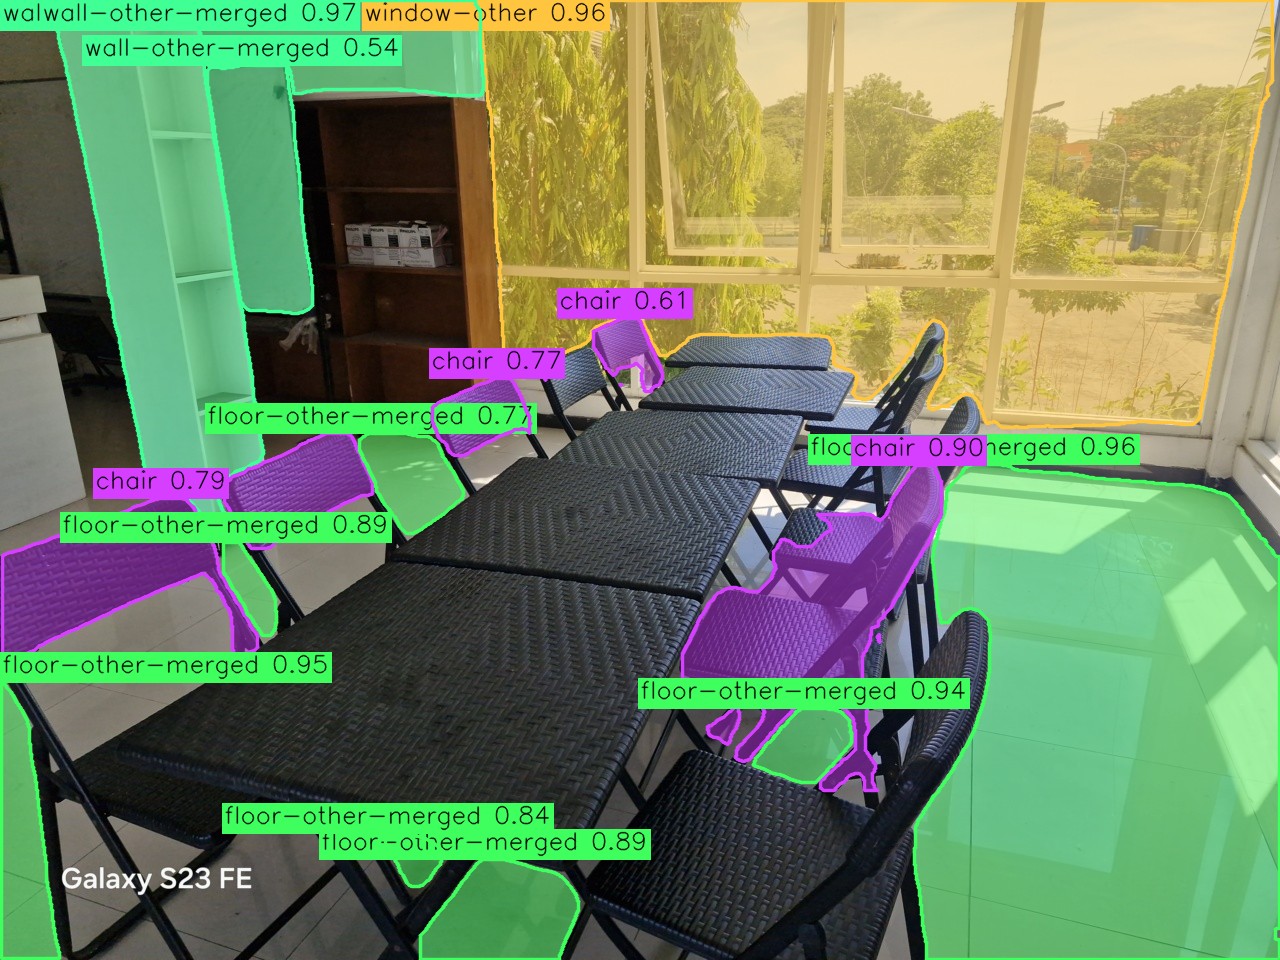 walwall-other-merged 0.97
window-other 0.96
wall-other-merged 0.54
PHILIPS PHILIPS PHILIPS
chair 0.61
chair 0.77
floor-other-merged 0.77
chair 0.90
merged 0.96
chair 0.79
floor-other-merged 0.89
floor-other-merged 0.95
floor-other-merged 0.94
floor-other-merged 0.84
floor-other-merged 0.89
Galaxy S23 FE